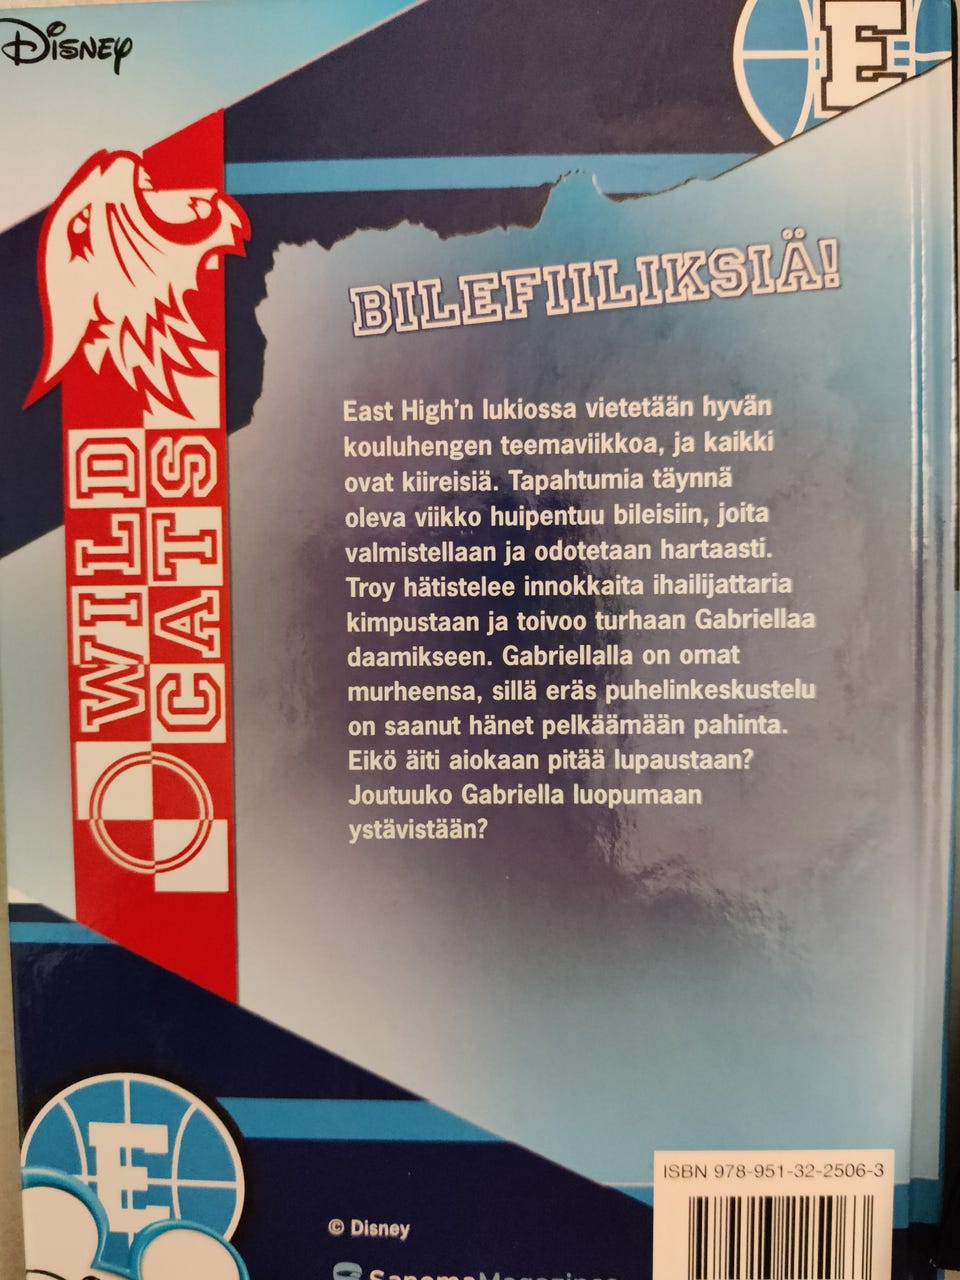 Disney
E
BILEFIILIKSIÄ!
WILD
CATS
East High'n lukiossa vietetään hyvän
kouluhengen teemaviikkoa, ja kaikki
ovat kiireisiä. Tapahtumia täynnä
oleva viikko huipentuu bileisiin, joita
valmistellaan ja odotetaan hartaasti.
Troy hätistelee innokkaita ihailijattaria
kimpustaan ja toivoo turhaan Gabriellaa
daamikseen. Gabriellalla on omat
murheensa, sillä eräs puhelinkeskustelu
on saanut hänet pelkäämään pahinta.
Eikö äiti aiokaan pitää lupaustaan?
Joutuuko Gabriella luopumaan
ystävistään?
E
ISBN 978-951-32-2506-3
© Disney
SanomaMagazines